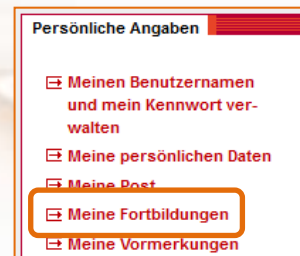 Persönliche Angaben
Meinen Benutzernamen
und mein Kennwort ver-
walten
Meine persönlichen Daten
Meine Post
Meine Fortbildungen
Meine Vormerkungen